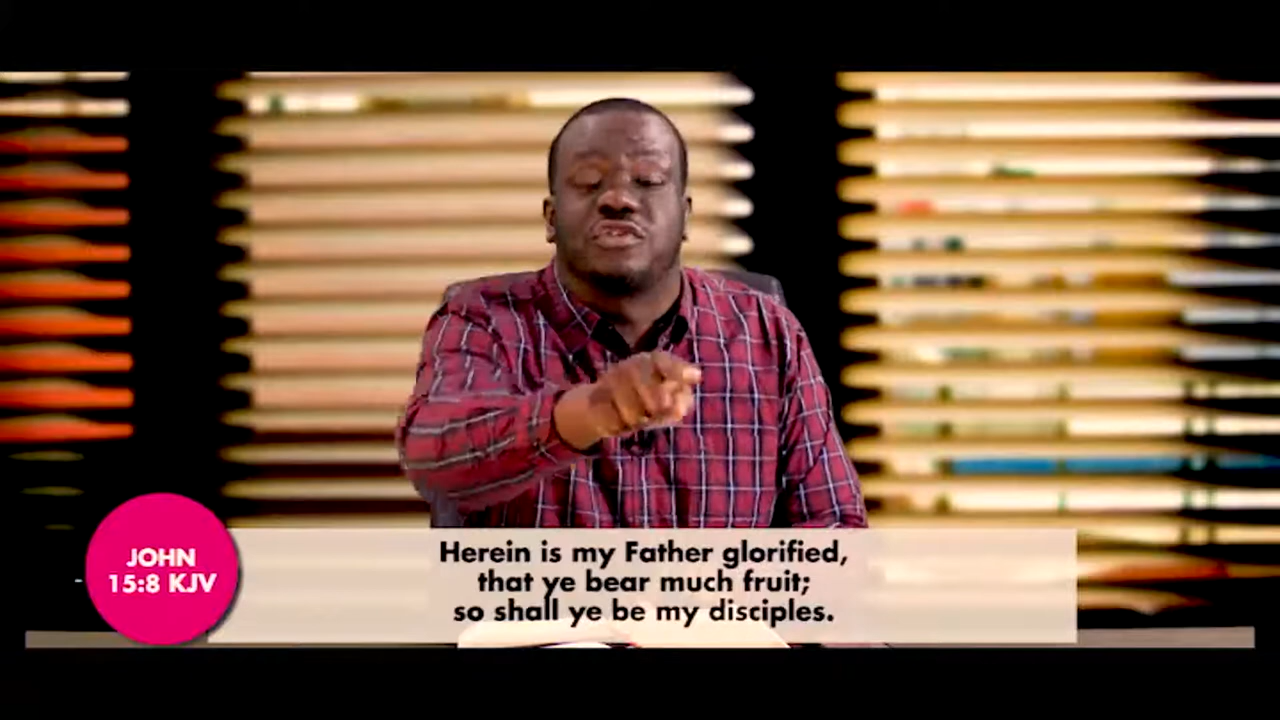 JOHN
15:8 KJV
Herein is my Father glorified,
that ye bear much fruit;
so shall ye be my disciples.